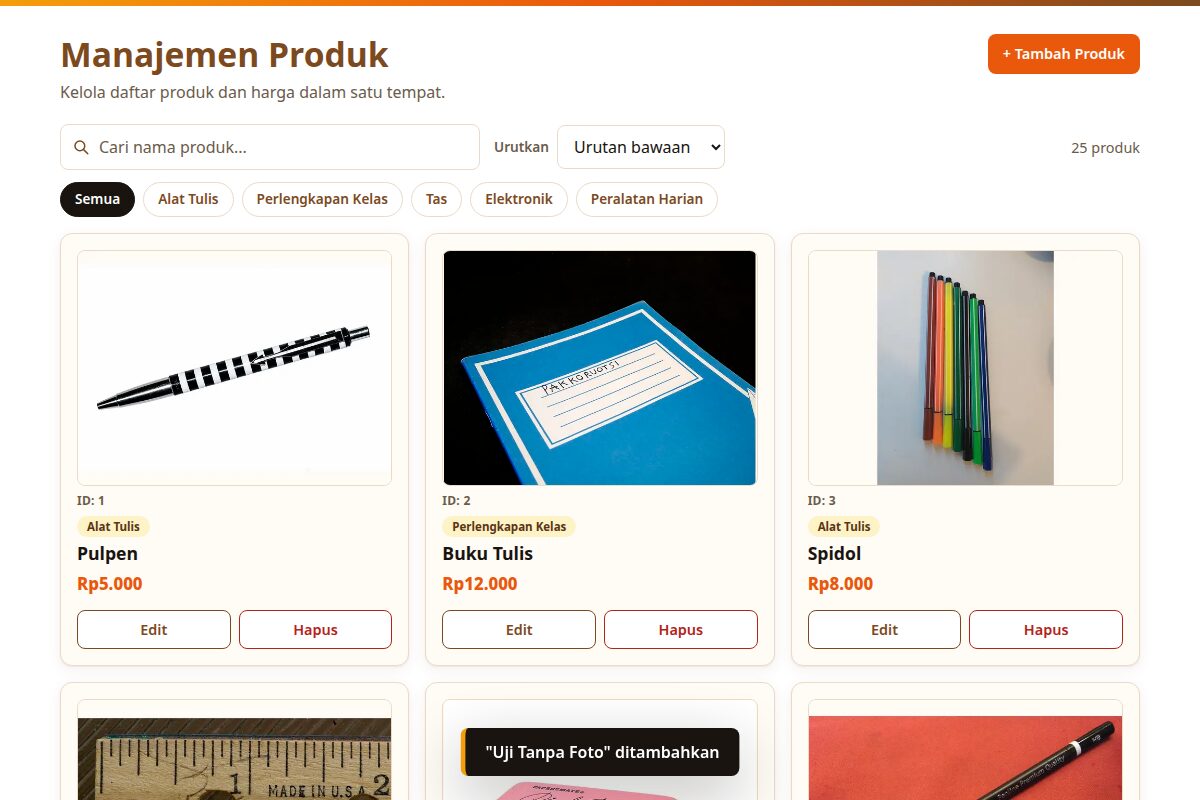 Manajemen Produk
+ Tambah Produk
Kelola daftar produk dan harga dalam satu tempat.
Cari nama produk...
Urutkan
Urutan bawaan
25 produk
Semua
Alat Tulis
Perlengkapan Kelas
Tas
Elektronik
Peralatan Harian
PAKKORUOTSI
ID: 1
Alat Tulis
Pulpen
Rp5.000
Edit
Hapus
ID: 2
Perlengkapan Kelas
Buku Tulis
Rp12.000
Edit
Hapus
ID: 3
Alat Tulis
Spidol
Rp8.000
Edit
Hapus
1 2
MADE IN U.S.A
"Uji Tanpa Foto" ditambahkan
Premium Quality